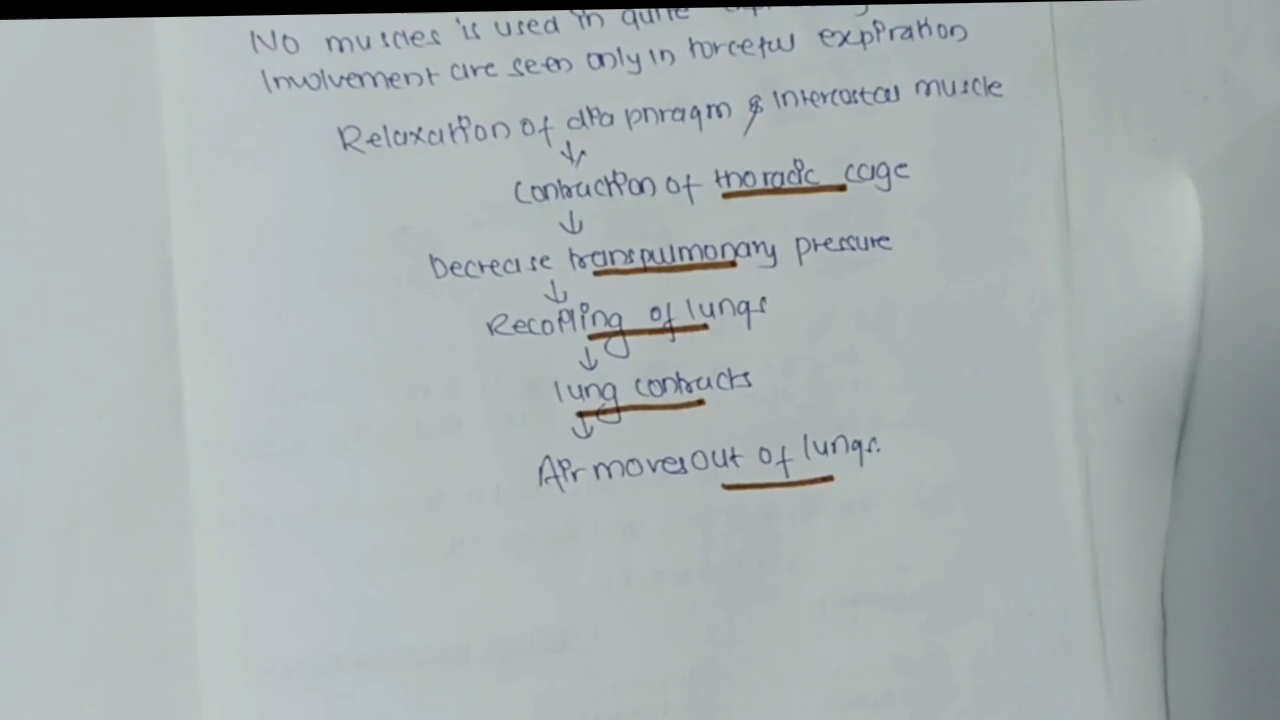 No muscles is used in quite
Involvement are seen only in forceful expiration
Relaxation of diaphragm & Intercostal muscle
↓
Contraction of thoracic cage
↓
Decrease transpulmonary pressure
↓
Recoiling of lungs
↓
lung contracts
↓
Air moves out of lungs.